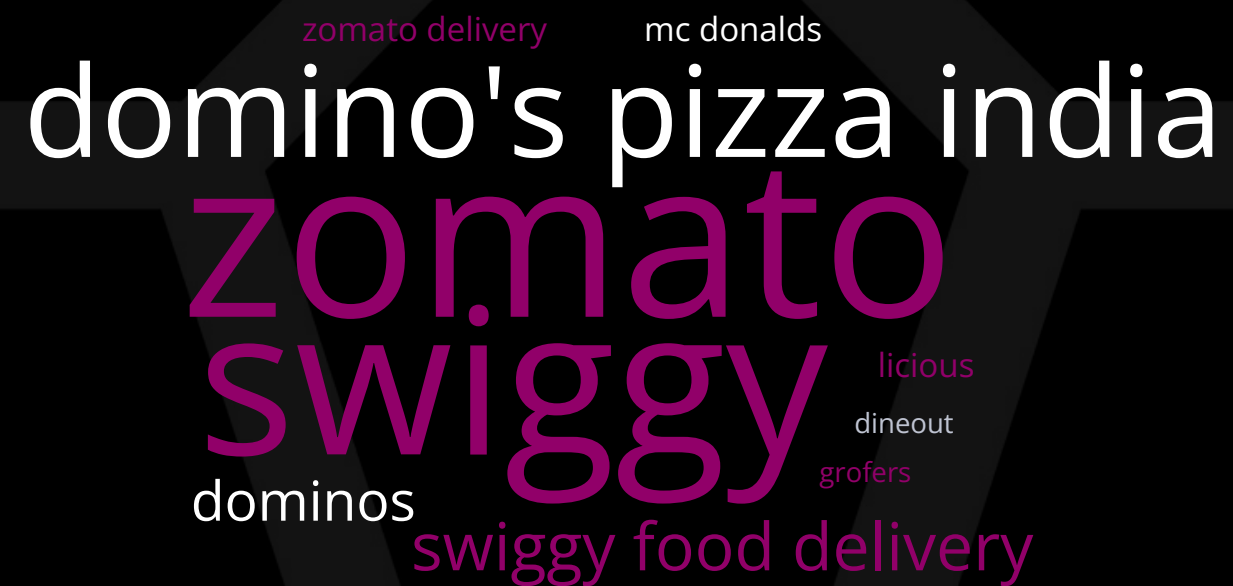 zomato delivery mc donalds
domino's pizza india
zomato
swiggy
licious
dineout
grofers
dominos
swiggy food delivery